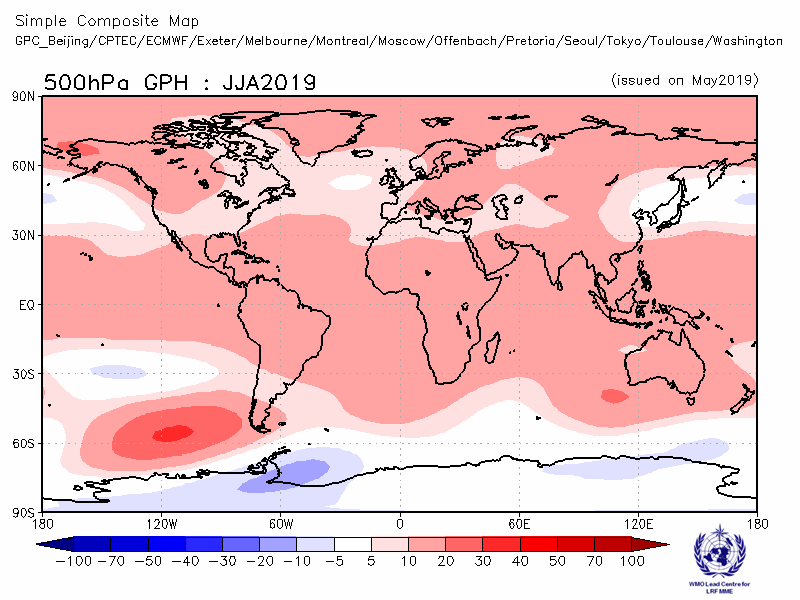 Simple Composite Map
GPC_Beijing/CPTEC/ECMWF/Exeter/Melbourne/Montreal/Moscow/Offenbach/Pretoria/Seoul/Tokyo/Toulouse/Washington
500hPa GPH : JJA2019 (issued on May2019)
90N
60N
30N
EQ
30S
60S
90S
180 120W 60W 0 60E 120E 180
-100 -70 -50 -40 -30 -20 -10 -5 5 10 20 30 40 50 70 100
WMO Lead Centre for
LRF MME